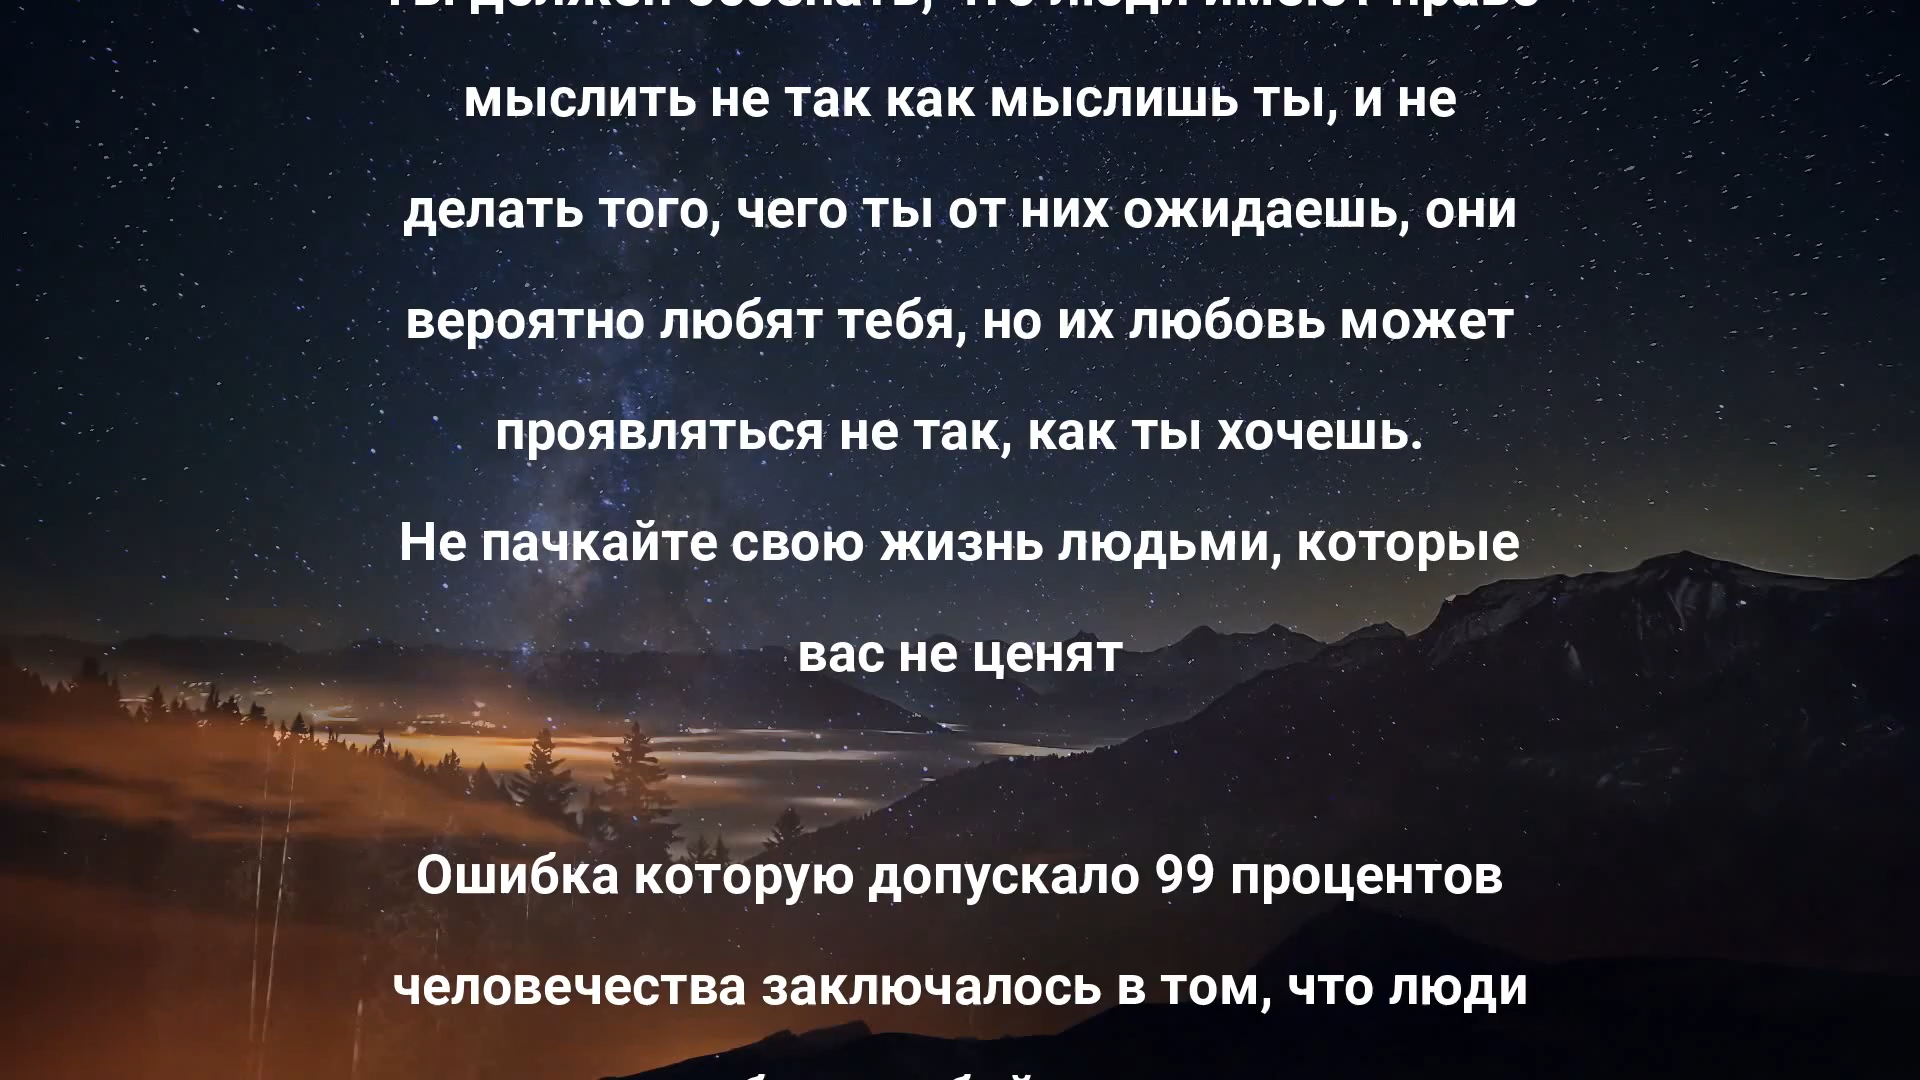 Ты должен осознать, что люди имеют право
мыслить не так как мыслишь ты, и не
делать того, чего ты от них ожидаешь, они
вероятно любят тебя, но их любовь может
проявляться не так, как ты хочешь.
Не пачкайте свою жизнь людьми, которые
вас не ценят
Ошибка которую допускало 99 процентов
человечества заключалось в том, что люди